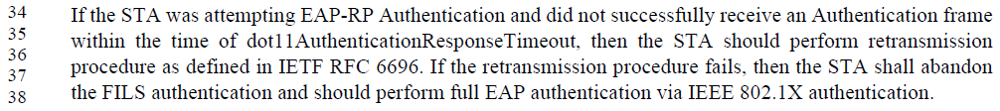 34 If the STA was attempting EAP-RP Authentication and did not successfully receive an Authentication frame
35 within the time of dot11AuthenticationResponseTimeout, then the STA should perform retransmission
36 procedure as defined in IETF RFC 6696. If the retransmission procedure fails, then the STA shall abandon
37 the FILS authentication and should perform full EAP authentication via IEEE 802.1X authentication.
38